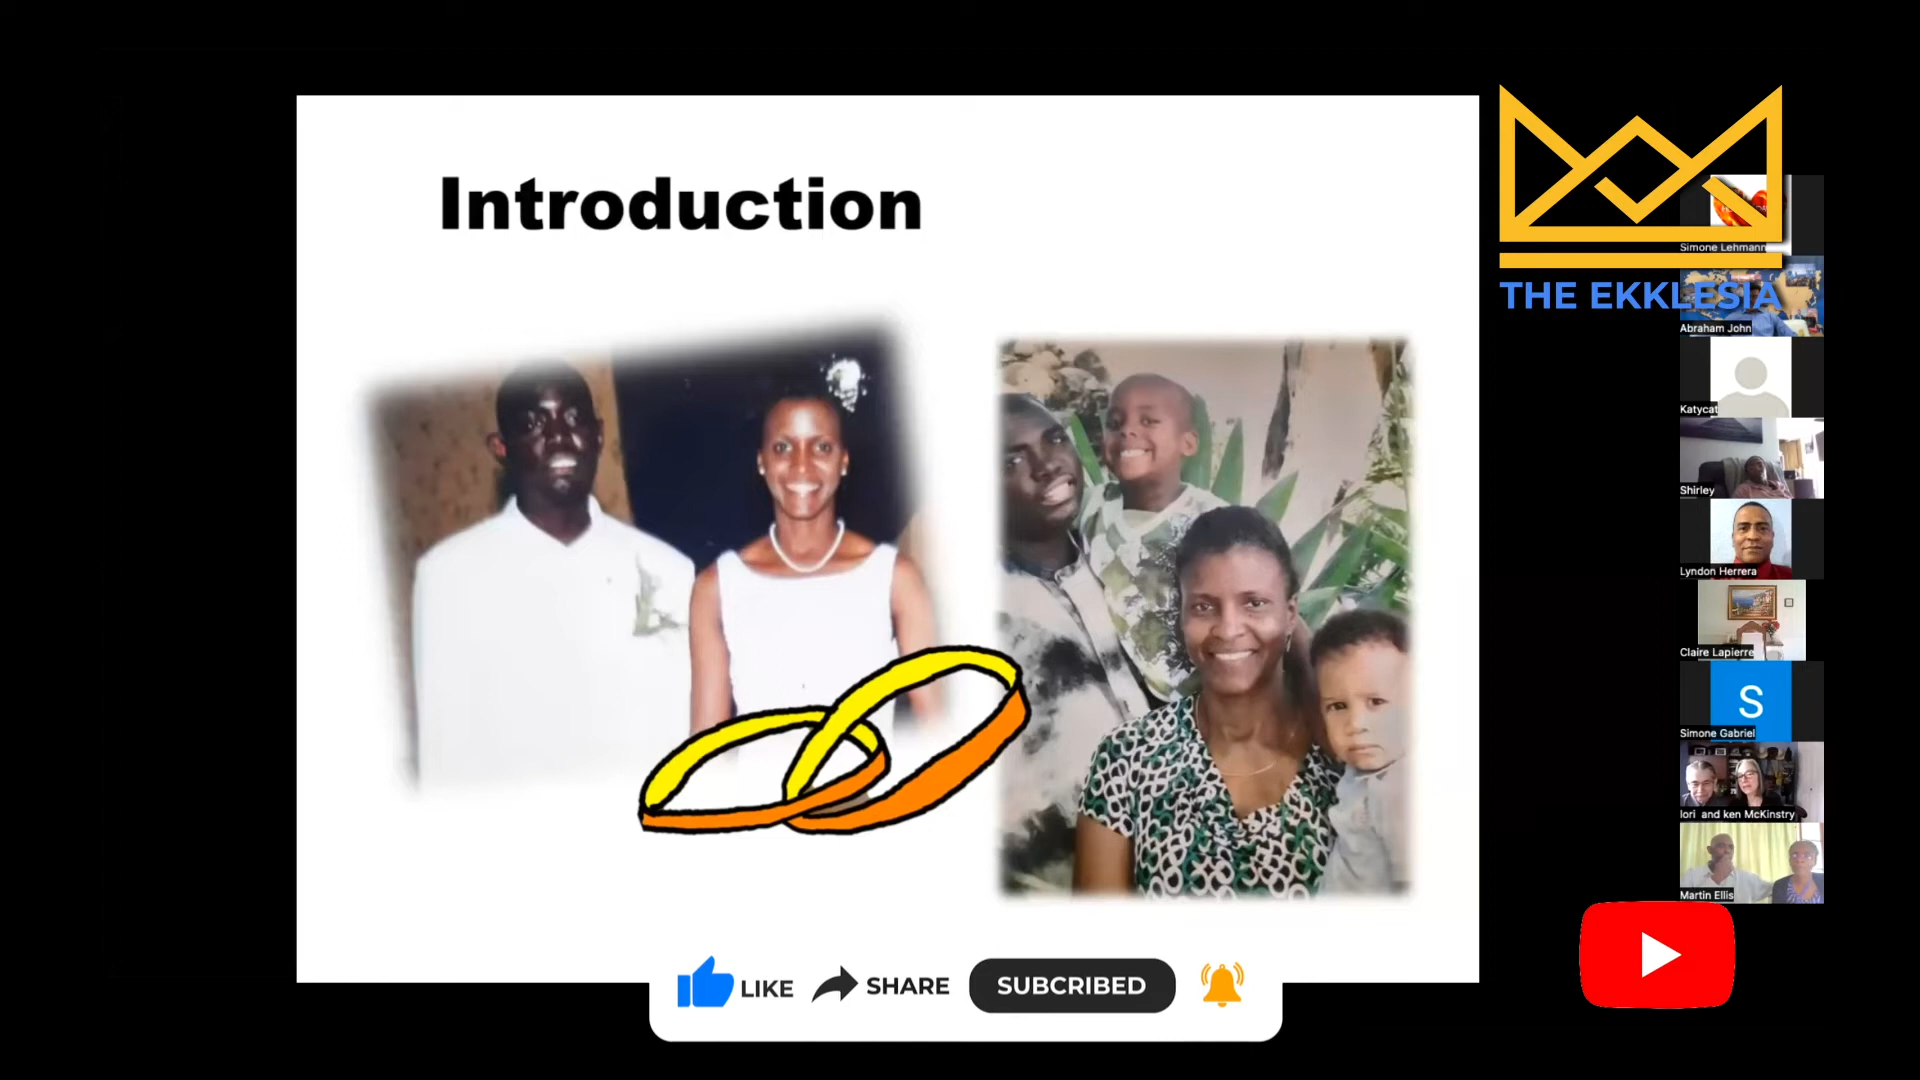 Introduction
THE EKKLESIA
Simone Lehmann
Abraham John
Katycat
Shirley
Lyndon Herrera
Claire Lapierre
S
Simone Gabriel
lori and ken McKinstry
Martin Ellis
LIKE SHARE SUBCRIBED